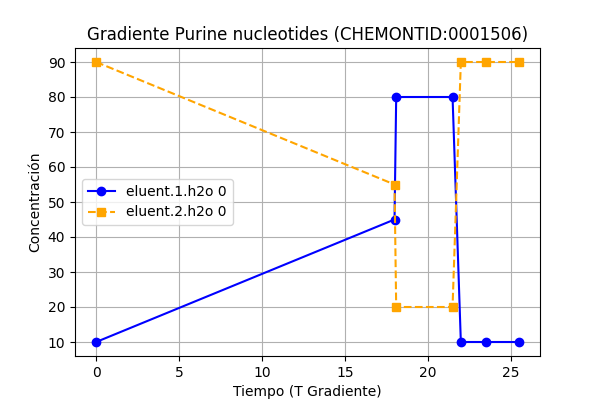 Gradiente Purine nucleotides (CHEMONTID:0001506)
90
80
70
60
50
40
30
20
10
Concentración
eluent.1.h2o 0
eluent.2.h2o 0
0 5 10 15 20 25
Tiempo (T Gradiente)